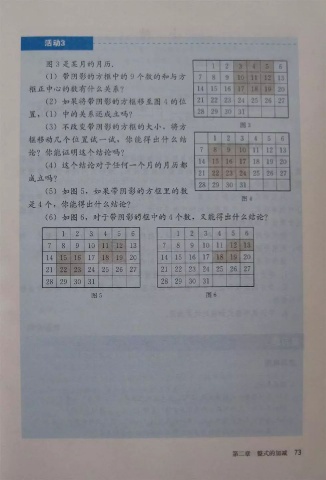 活动3
图3是某月的月历.
(1) 带阴影的方框中的9个数的和与方
框正中心的数有什么关系?
(2) 如果将带阴影的方框移至图4的位
置, (1) 中的关系还成立吗?
(3) 不改变带阴影的方框的大小, 将方
框移动几个位置试一试, 你能得出什么结
论? 你能证明这个结论吗?
(4) 这个结论对于任何一个月的月历都
成立吗?
(5) 如图5, 如果带阴影的方框里的数
是4个, 你能得出什么结论?
(6) 如图6, 对于带阴影的框中的4个数, 又能得出什么结论?
1 2 3 4 5 6
7 8 9 10 11 12 13
14 15 16 17 18 19 20
21 22 23 24 25 26 27
28 29 30 31
图3
1 2 3 4 5 6
7 8 9 10 11 12 13
14 15 16 17 18 19 20
21 22 23 24 25 26 27
28 29 30 31
图4
1 2 3 4 5 6
7 8 9 10 11 12 13
14 15 16 17 18 19 20
21 22 23 24 25 26 27
28 29 30 31
图5
1 2 3 4 5 6
7 8 9 10 11 12 13
14 15 16 17 18 19 20
21 22 23 24 25 26 27
28 29 30 31
图6
第二章 整式的加减 73